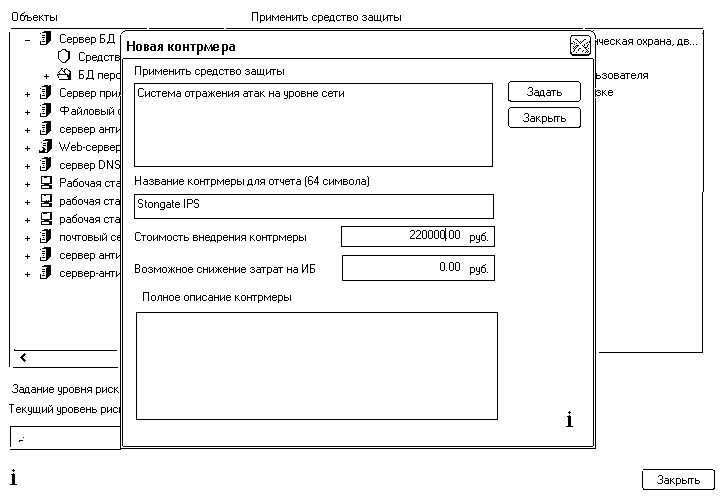 Объекты
Применить средство защиты
Сервер БД
Средств
БД перс
Сервер прил
Файловый с
сервер анти
Web-сервер
сервер DNS
Рабочая ста
рабочая ста
рабочая ста
почтовый се
сервер анти
сервер-анти
ическая охрана, дв...
ьзователя
зке
Новая контрмера
Применить средство защиты
Система отражения атак на уровне сети
Задать
Закрыть
Название контрмеры для отчета (64 символа)
Stongate IPS
Стоимость внедрения контрмеры
220000,00 руб.
Возможное снижение затрат на ИБ
0.00 руб.
Полное описание контрмеры
i
Задание уровня риск
Текущий уровень рис
i
Закрыть